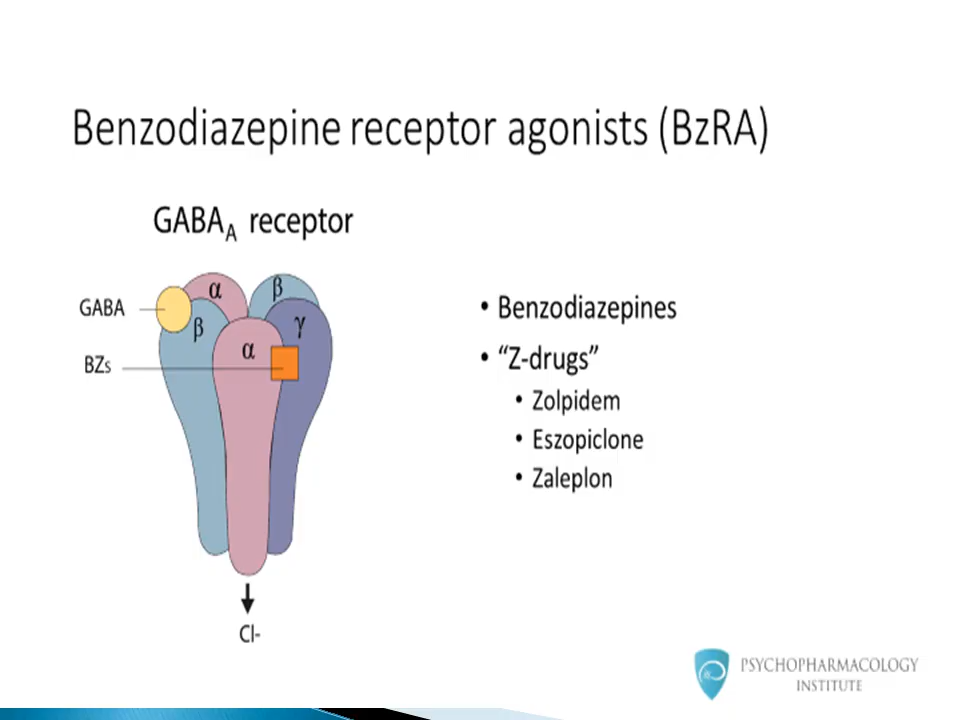 Benzodiazepine receptor agonists (BzRA)
GABAA receptor
α
β
GABA
β
γ
α
BZs
Cl-
• Benzodiazepines
• “Z-drugs”
• Zolpidem
• Eszopiclone
• Zaleplon
PSYCHOPHARMACOLOGY
INSTITUTE